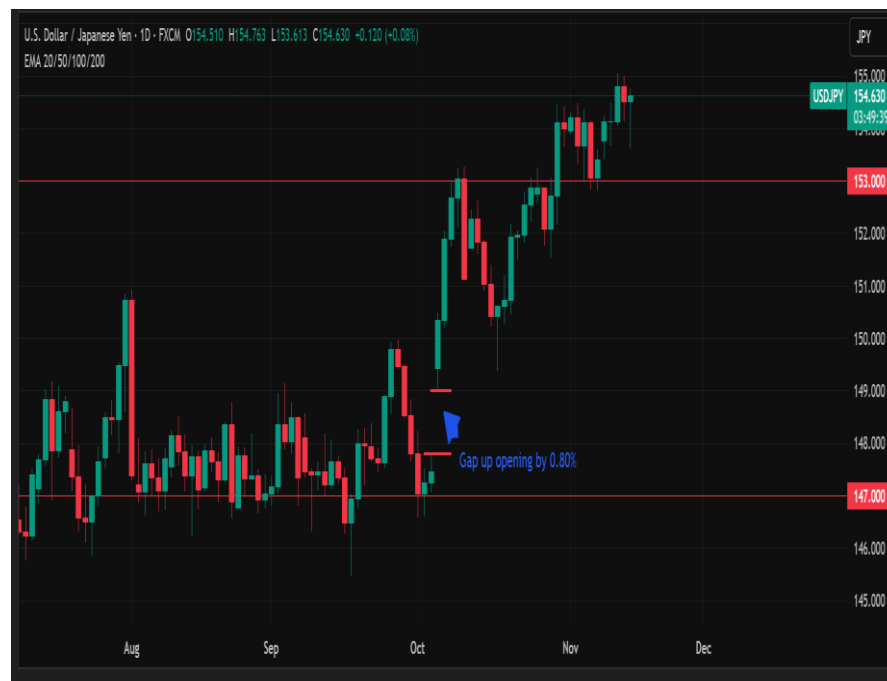 U.S. Dollar / Japanese Yen · 1D · FXCM O154.510 H154.763 L153.613 C154.630 +0.120 (+0.08%)
EMA 20/50/100/200
JPY
155.000
USDJPY 154.630
03:49:39
154.000
153.000
152.000
151.000
150.000
149.000
148.000
Gap up opening by 0.80%
147.000
146.000
145.000
Aug Sep Oct Nov Dec